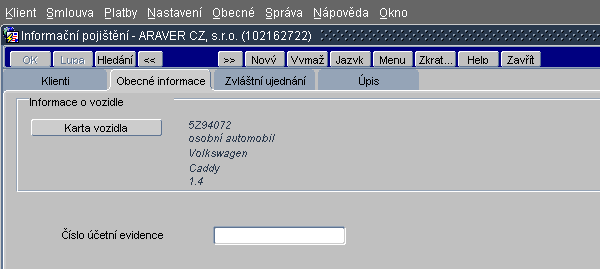 Klient Smlouva Platby Nastavení Obecné Správa Nápověda Okno
Informační pojištění - ARAVER CZ, s.r.o. (102162722)
OK Lupa Hledání << >> Nový Vymaž Jazyk Menu Zkrat... Help Zavřít
Klienti Obecné informace Zvláštní ujednání Úpis
Informace o vozidle
Karta vozidla 5Z94072
osobní automobil
Volkswagen
Caddy
1.4
Číslo účetní evidence